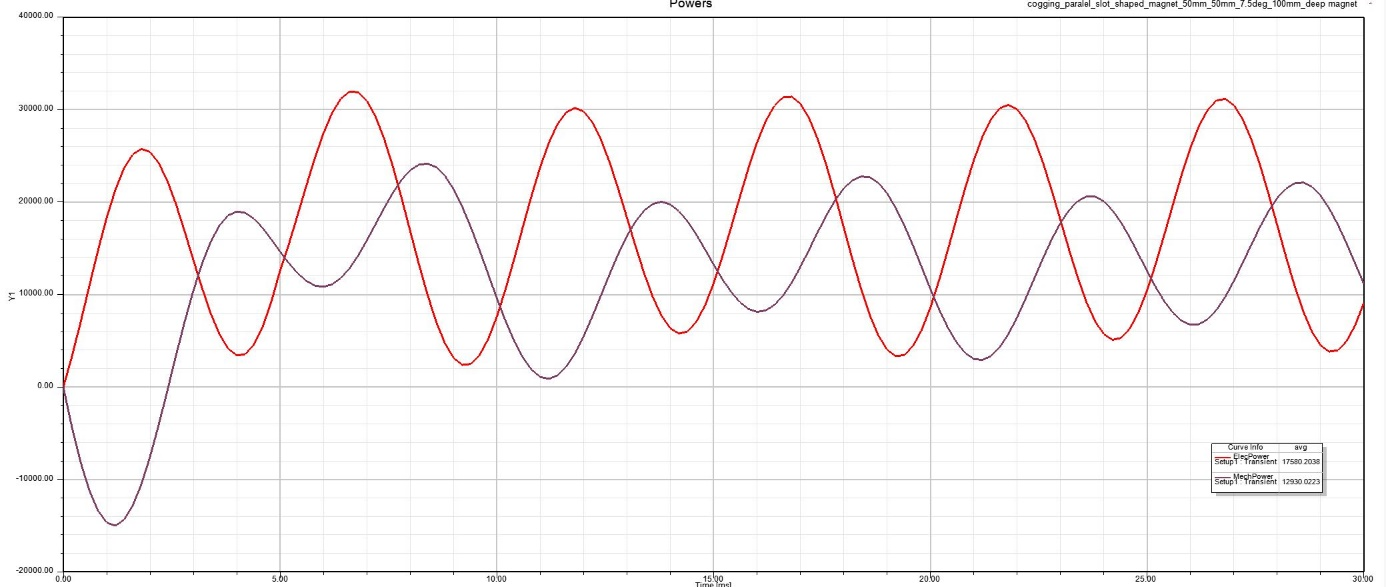 Powers
cogging_paralel_slot_shaped_magnet_50mm_50mm_7.5deg_100mm_deep magnet
40000.00
30000.00
20000.00
10000.00
0.00
-10000.00
-20000.00
Y1
0.00 5.00 10.00 15.00 20.00 25.00 30.00
Time [ms]
Curve Info avg
ElecPower
Setup1 : Transient 17580.2038
MechPower
Setup1 : Transient 12930.0223